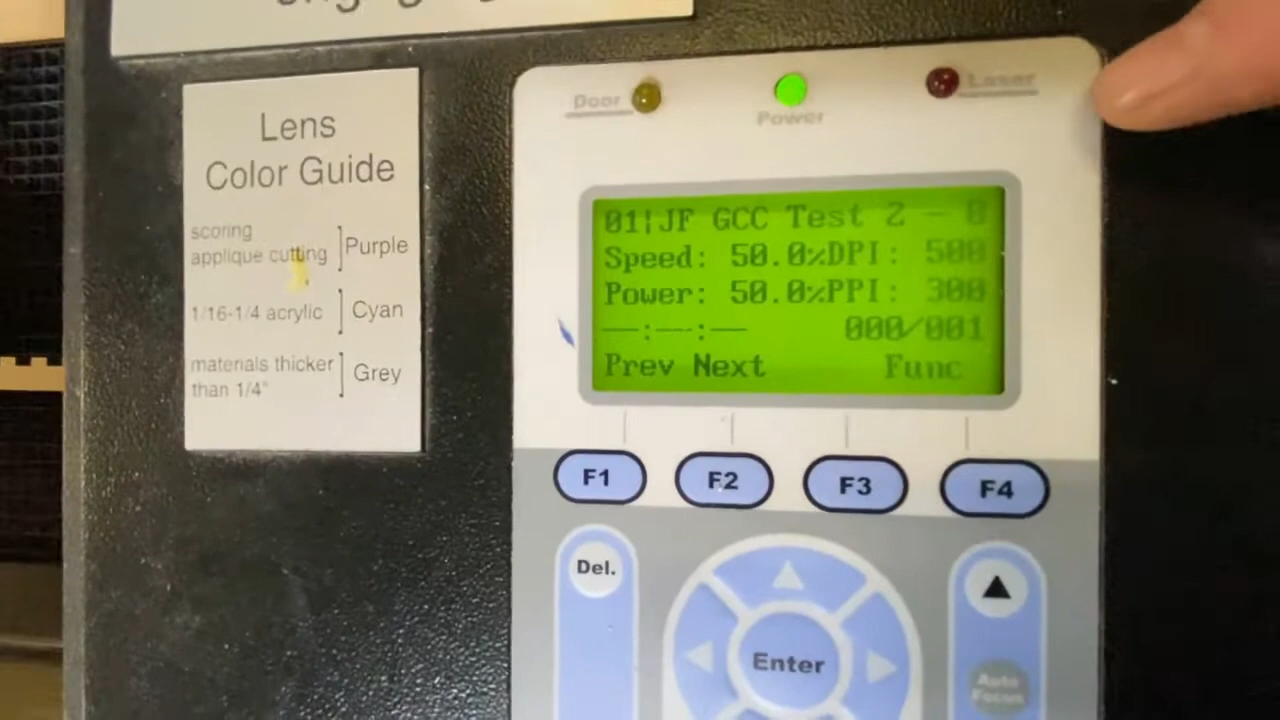 Lens
Color Guide
scoring
applique cutting ] Purple
1/16-1/4 acrylic ] Cyan
materials thicker
than 1/4" ] Grey
Door
Power
Laser
01|JF GCC Test 2 - 0
Speed: 50.0%DPI: 500
Power: 50.0%PPI: 300
--:--:-- 000/001
Prev Next Func
F1 F2 F3 F4
Del.
Enter
Auto
Focus